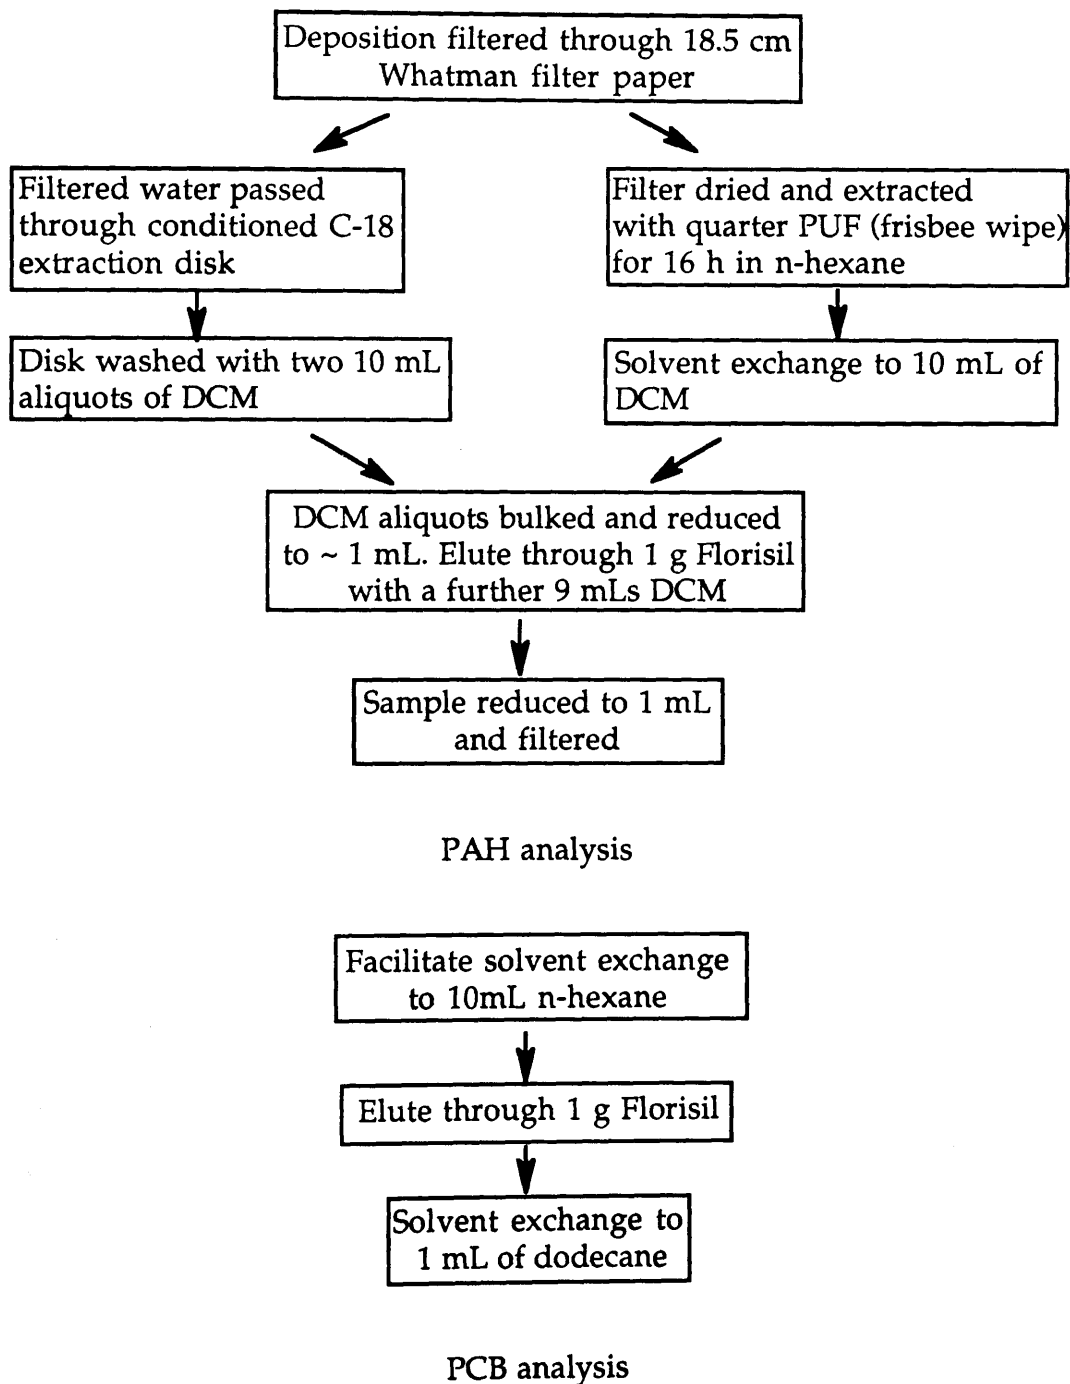 Deposition filtered through 18.5 cm
Whatman filter paper
Filtered water passed
through conditioned C-18
extraction disk
Filter dried and extracted
with quarter PUF (frisbee wipe)
for 16 h in n-hexane
Disk washed with two 10 mL
aliquots of DCM
Solvent exchange to 10 mL of
DCM
DCM aliquots bulked and reduced
to ~ 1 mL. Elute through 1 g Florisil
with a further 9 mLs DCM
Sample reduced to 1 mL
and filtered
PAH analysis
Facilitate solvent exchange
to 10mL n-hexane
Elute through 1 g Florisil
Solvent exchange to
1 mL of dodecane
PCB analysis